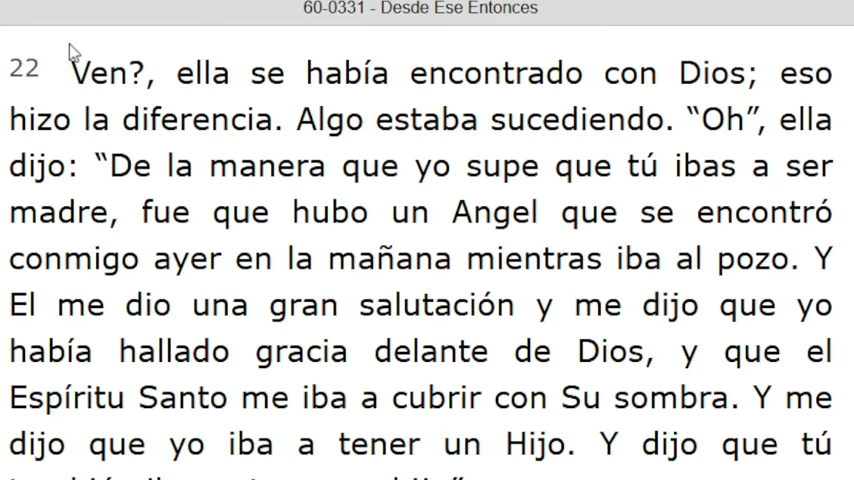 60-0331 - Desde Ese Entonces
22 Ven?, ella se había encontrado con Dios; eso
hizo la diferencia. Algo estaba sucediendo. “Oh”, ella
dijo: “De la manera que yo supe que tú ibas a ser
madre, fue que hubo un Angel que se encontró
conmigo ayer en la mañana mientras iba al pozo. Y
El me dio una gran salutación y me dijo que yo
había hallado gracia delante de Dios, y que el
Espíritu Santo me iba a cubrir con Su sombra. Y me
dijo que yo iba a tener un Hijo. Y dijo que tú